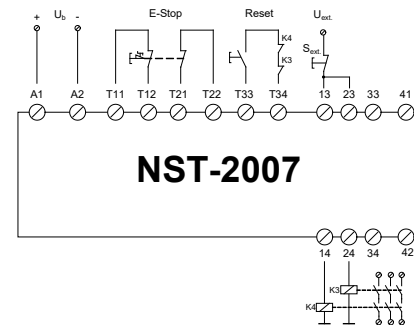 + Ub - E-Stop Reset Uext.
Sext.
K4
K3
A1 A2 T11 T12 T21 T22 T33 T34 13 23 33 41
NST-2007
14 24 34 42
K3
K4